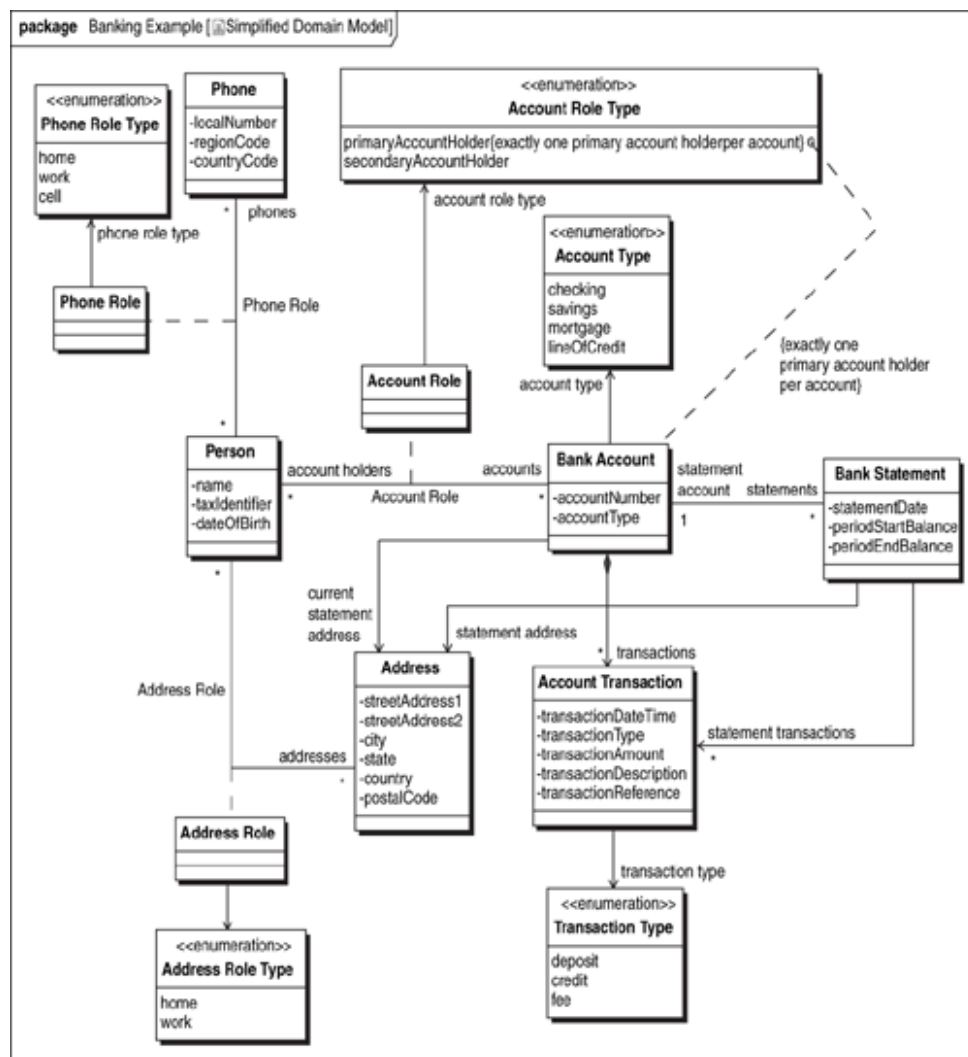 package Banking Example [Simplified Domain Model]
<<enumeration>>
Phone Role Type
home
work
cell
Phone
-localNumber
-regionCode
-countryCode
<<enumeration>>
Account Role Type
primaryAccountHolder{exactly one primary account holderper account}
secondaryAccountHolder
* phones
phone role type
account role type
<<enumeration>>
Account Type
checking
savings
mortgage
lineOfCredit
Phone Role
Phone Role
{exactly one
primary account holder
per account}
Account Role
account type
*
Person
-name
-taxIdentifier
-dateOfBirth
account holders
*
Account Role
accounts
*
Bank Account
-accountNumber
-accountType
statement
account
1
statements
*
Bank Statement
-statementDate
-periodStartBalance
-periodEndBalance
*
current
statement
address
statement address
* transactions
Address Role
Address
-streetAddress1
-streetAddress2
-city
-state
-country
-postalCode
addresses
*
Account Transaction
-transactionDateTime
-transactionType
-transactionAmount
-transactionDescription
-transactionReference
statement transactions
*
Address Role
transaction type
<<enumeration>>
Address Role Type
home
work
<<enumeration>>
Transaction Type
deposit
credit
fee